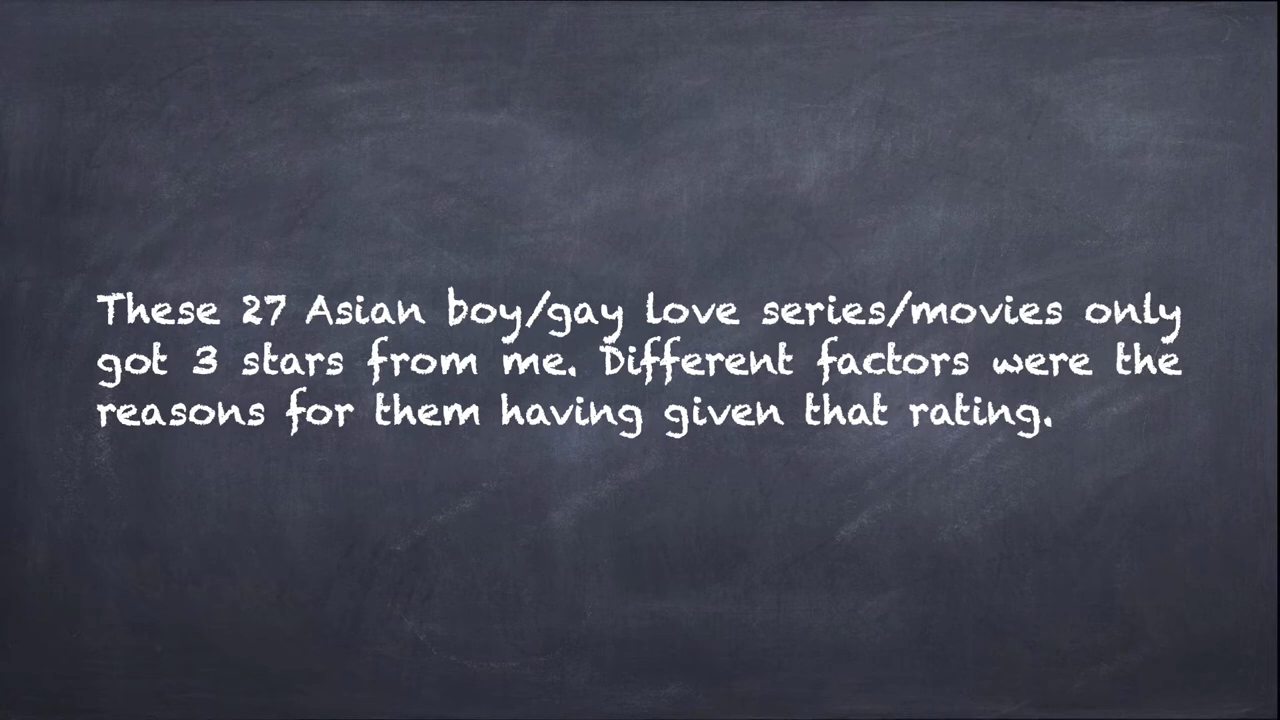 These 27 Asian boy/gay love series/movies only
got 3 stars from me. Different factors were the
reasons for them having given that rating.